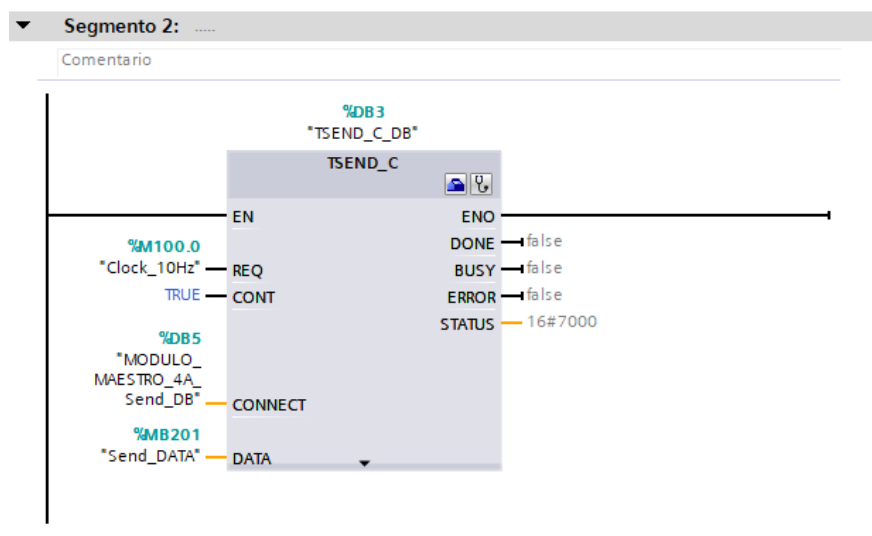 Segmento 2: .....
Comentario
%DB3
"TSEND_C_DB"
TSEND_C
EN
ENO
%M100.0
"Clock_10Hz"
REQ
DONE
false
BUSY
false
TRUE
CONT
ERROR
false
STATUS
16#7000
%DB5
"MODULO_
MAESTRO_4A_
Send_DB"
CONNECT
%MB201
"Send_DATA"
DATA